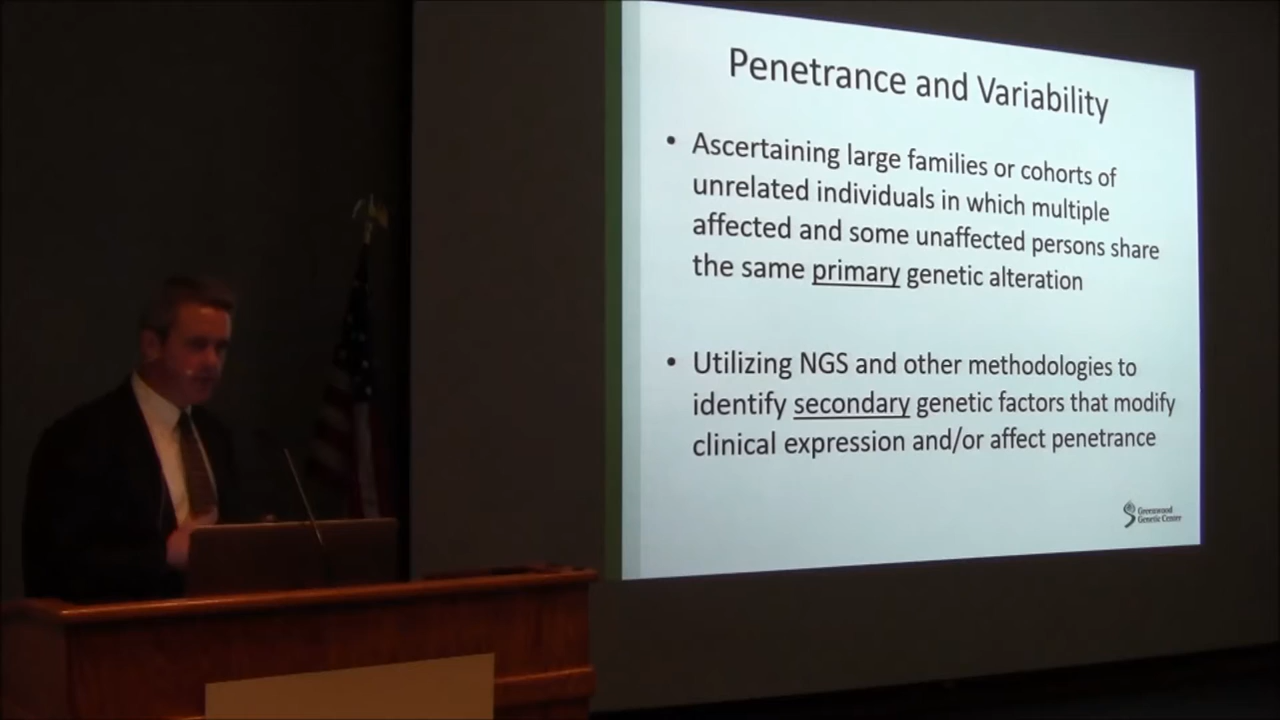 Penetrance and Variability
• Ascertaining large families or cohorts of
unrelated individuals in which multiple
affected and some unaffected persons share
the same primary genetic alteration
• Utilizing NGS and other methodologies to
identify secondary genetic factors that modify
clinical expression and/or affect penetrance
Greenwood
Genetic Center